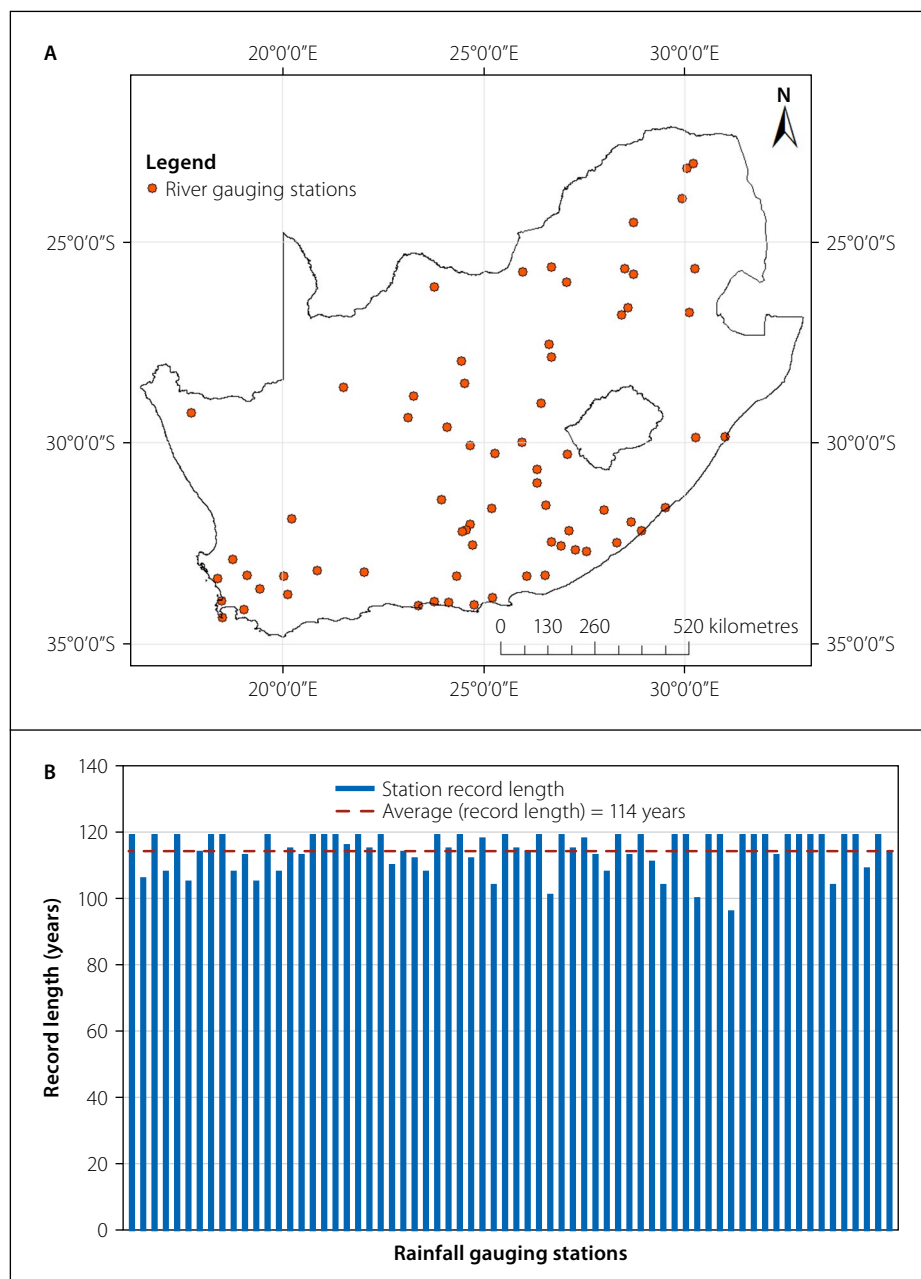 A
20°0'0"E 25°0'0"E 30°0'0"E
N
Legend
River gauging stations
25°0'0"S 25°0'0"S
30°0'0"S 30°0'0"S
0 130 260 520 kilometres
35°0'0"S 35°0'0"S
20°0'0"E 25°0'0"E 30°0'0"E
B
140
Station record length
Average (record length) = 114 years
120
100
80
60
40
20
0
Record length (years)
Rainfall gauging stations